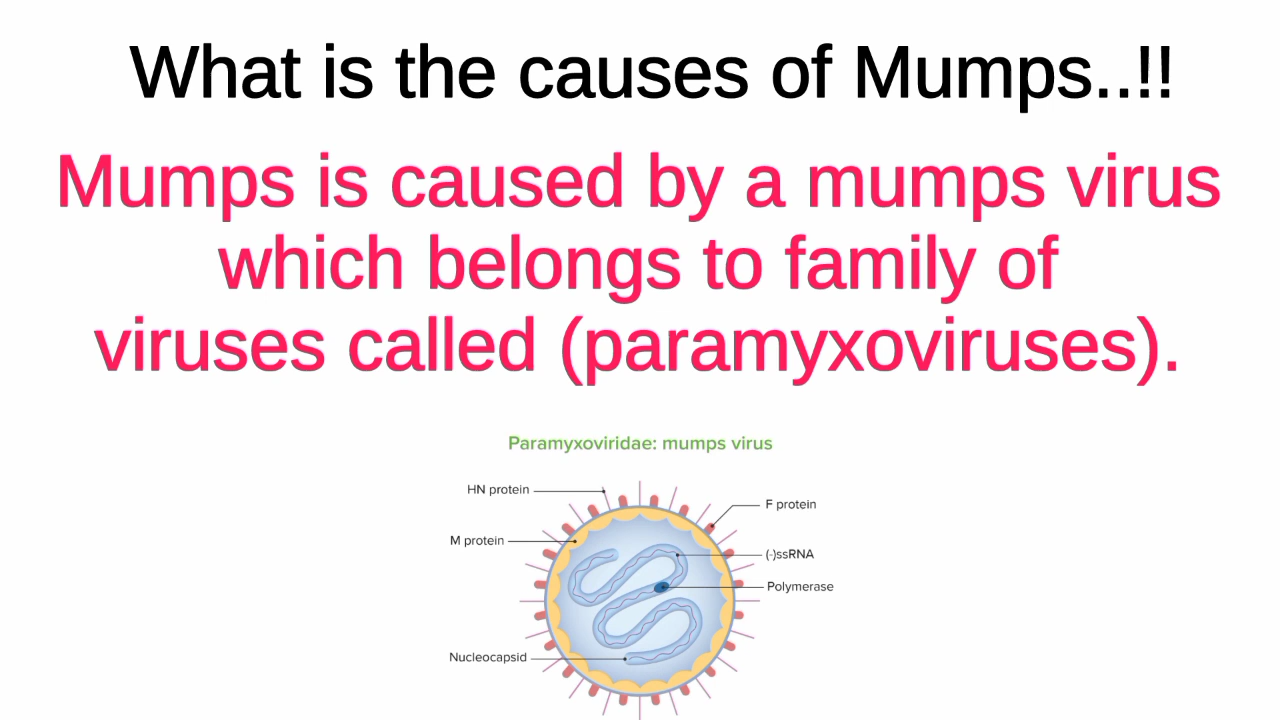 What is the causes of Mumps..!!
Mumps is caused by a mumps virus
which belongs to family of
viruses called (paramyxoviruses).
Paramyxoviridae: mumps virus
HN protein
F protein
M protein
(-)ssRNA
Polymerase
Nucleocapsid